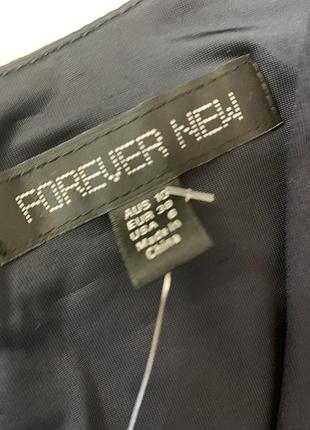 FOREVER NEW
AUS 10
EUR 38
USA 6
Made in
China